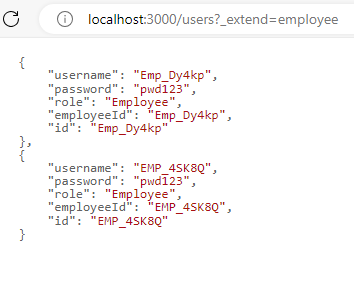 localhost:3000/users?_extend=employee
{
"username": "Emp_Dy4kp",
"password": "pwd123",
"role": "Employee",
"employeeId": "Emp_Dy4kp",
"id": "Emp_Dy4kp"
},
{
"username": "EMP_4SK8Q",
"password": "pwd123",
"role": "Employee",
"employeeId": "EMP_4SK8Q",
"id": "EMP_4SK8Q"
}